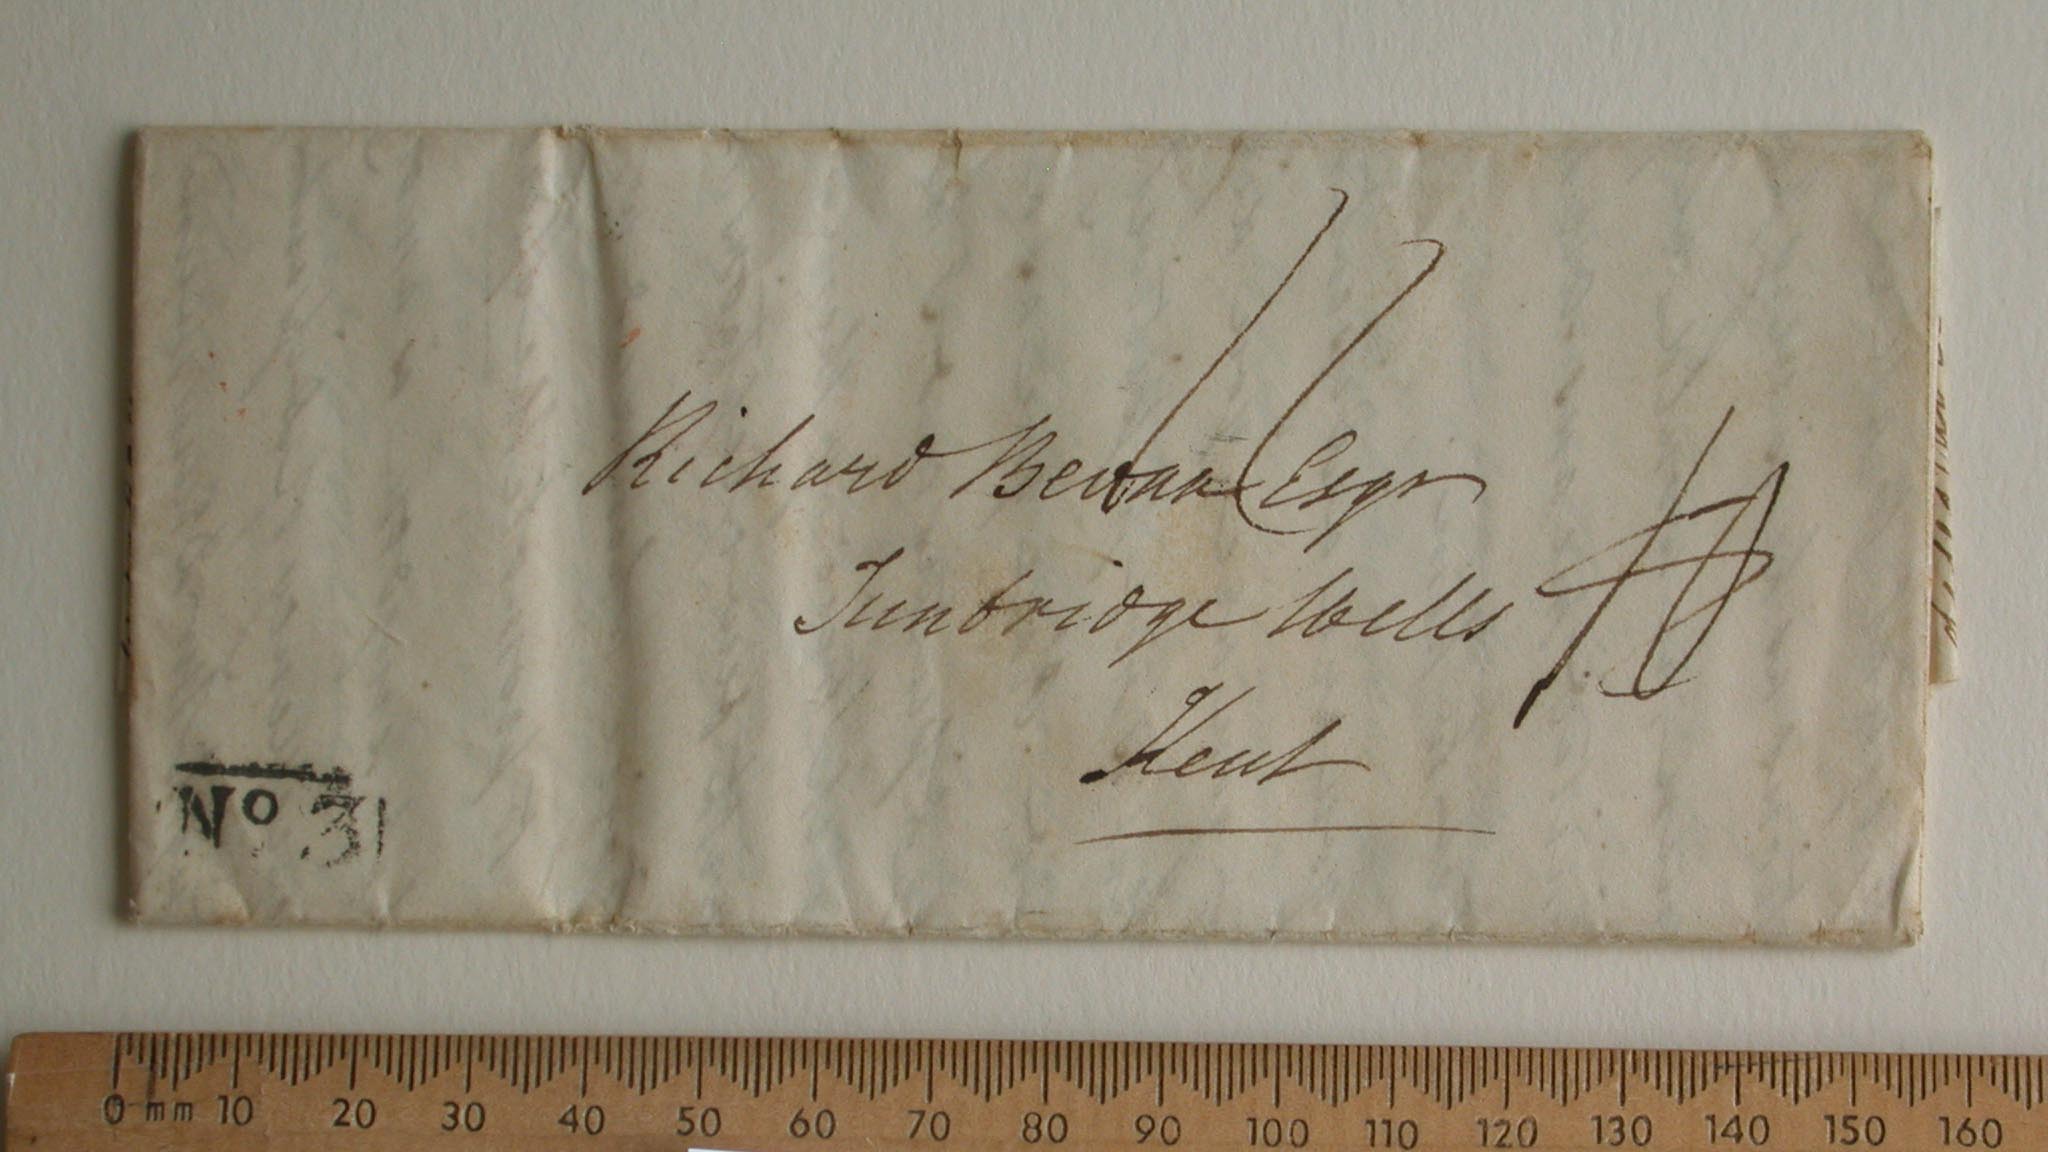 Richard Bevan Esqr
Tunbridge Wells
Kent
No 3
0 mm 10 20 30 40 50 60 70 80 90 100 110 120 130 140 150 160